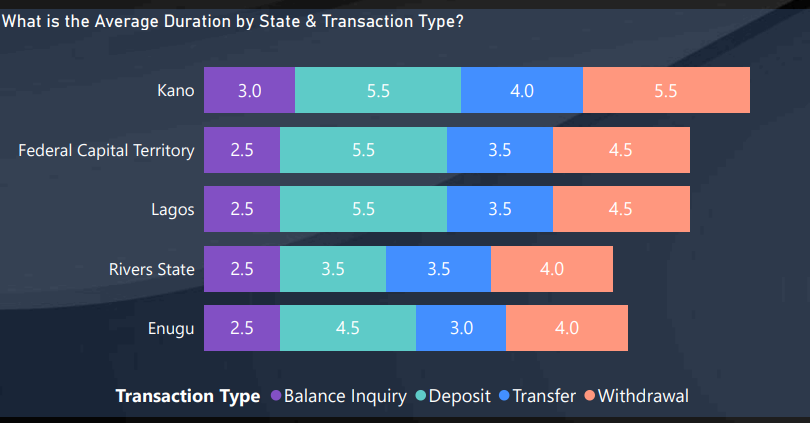 What is the Average Duration by State & Transaction Type?
Kano 3.0 5.5 4.0 5.5
Federal Capital Territory 2.5 5.5 3.5 4.5
Lagos 2.5 5.5 3.5 4.5
Rivers State 2.5 3.5 3.5 4.0
Enugu 2.5 4.5 3.0 4.0
Transaction Type Balance Inquiry Deposit Transfer Withdrawal